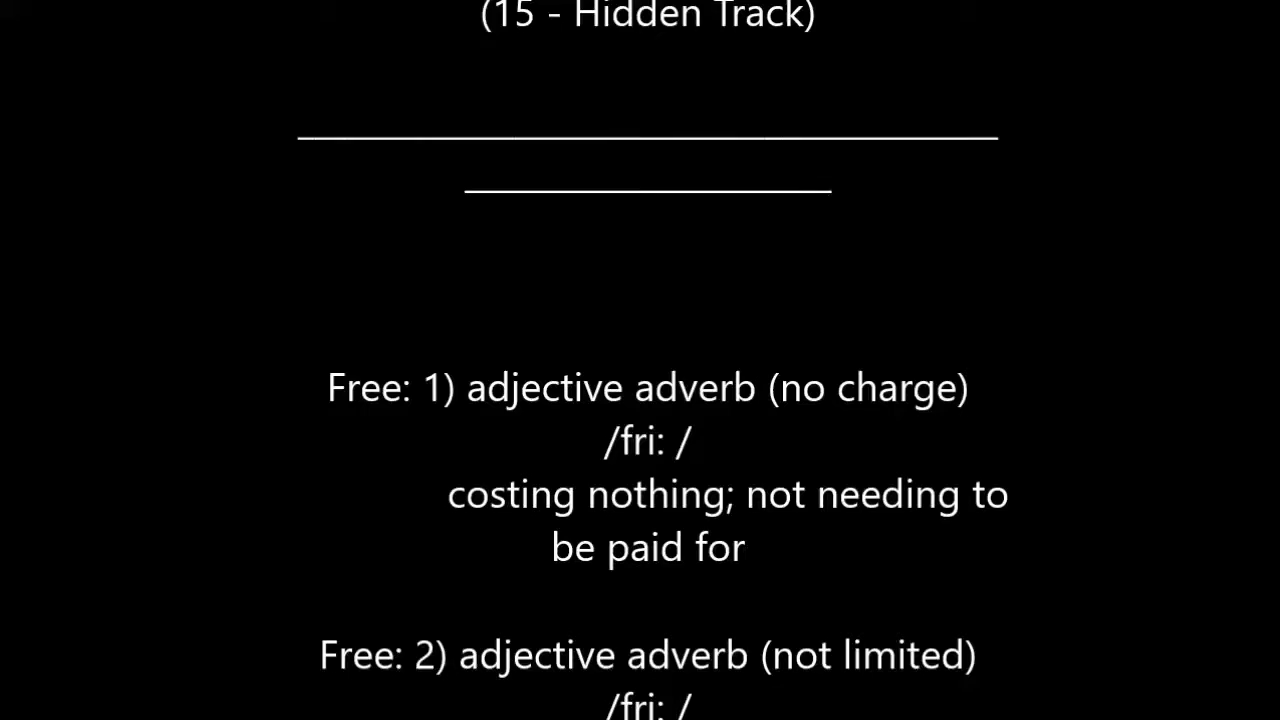 (15 - Hidden Track)
Free: 1) adjective adverb (no charge)
/fri: /
costing nothing; not needing to
be paid for
Free: 2) adjective adverb (not limited)
/fri: /